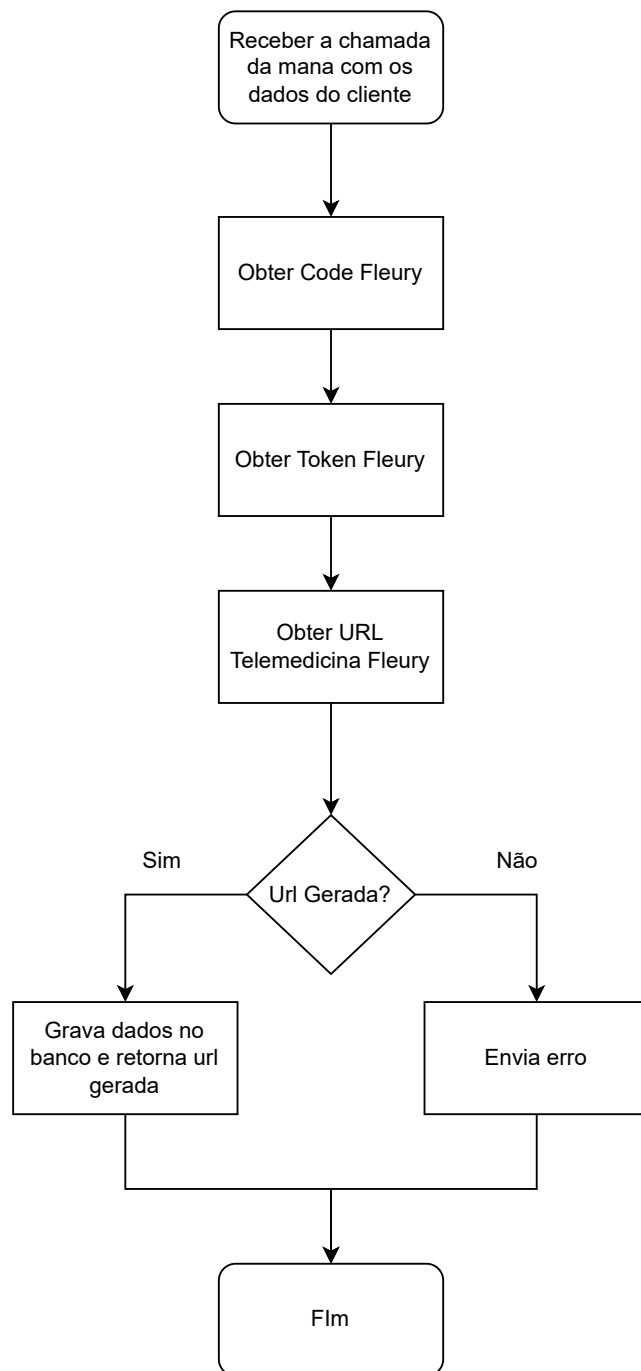 Receber a chamada
da mana com os
dados do cliente
Obter Code Fleury
Obter Token Fleury
Obter URL
Telemedicina Fleury
Sim
Não
Url Gerada?
Grava dados no
banco e retorna url
gerada
Envia erro
FIm